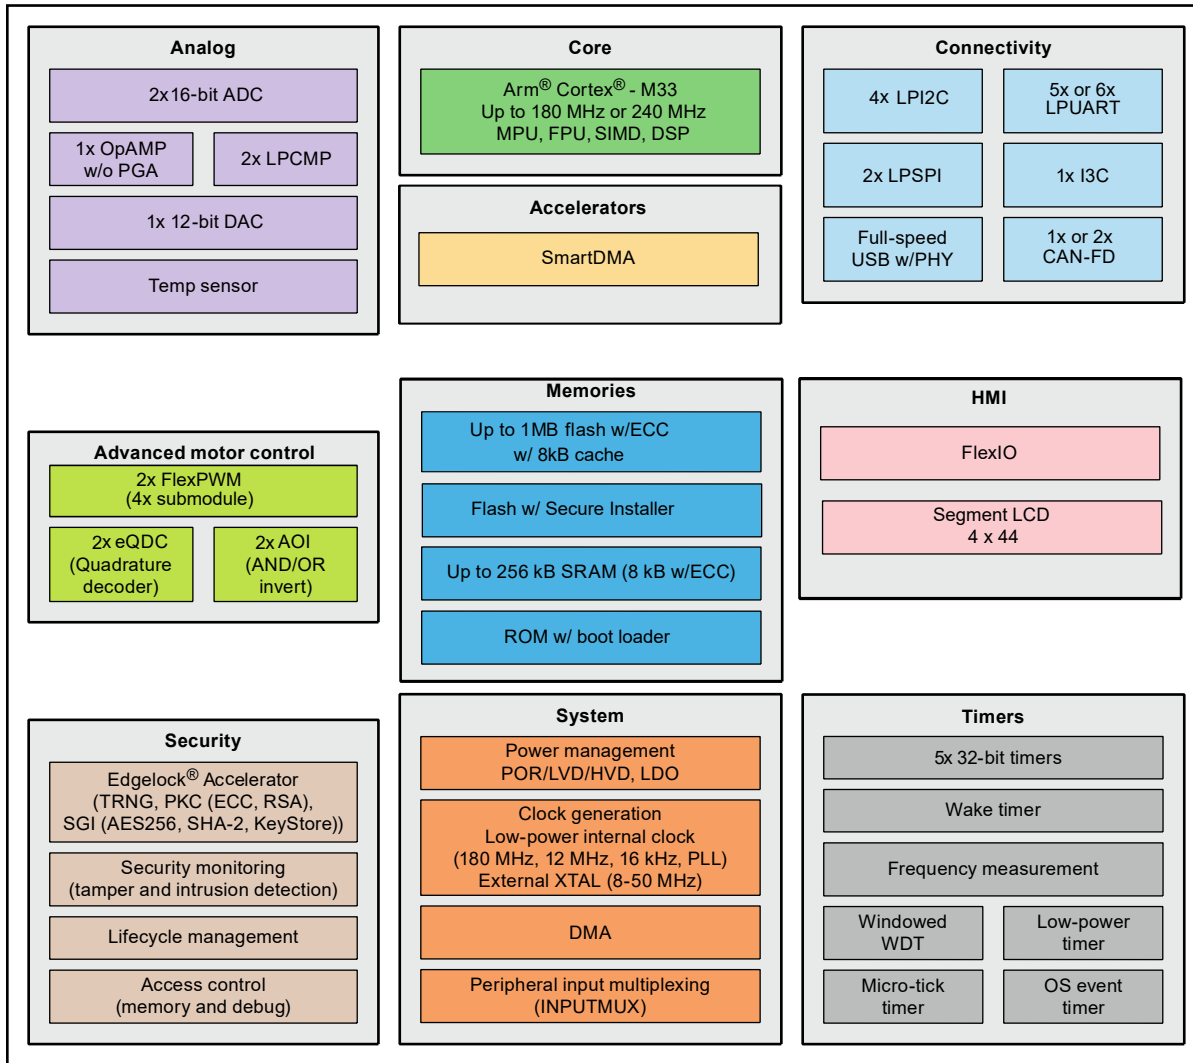 Analog
2x16-bit ADC
1x OpAMP
w/o PGA
2x LPCMP
1x 12-bit DAC
Temp sensor
Core
Arm® Cortex® - M33
Up to 180 MHz or 240 MHz
MPU, FPU, SIMD, DSP
Accelerators
SmartDMA
Connectivity
4x LPI2C
5x or 6x
LPUART
2x LPSPI
1x I3C
Full-speed
USB w/PHY
1x or 2x
CAN-FD
Advanced motor control
2x FlexPWM
(4x submodule)
2x eQDC
(Quadrature
decoder)
2x AOI
(AND/OR
invert)
Memories
Up to 1MB flash w/ECC
w/ 8kB cache
Flash w/ Secure Installer
Up to 256 kB SRAM (8 kB w/ECC)
ROM w/ boot loader
HMI
FlexIO
Segment LCD
4 x 44
Security
Edgelock® Accelerator
(TRNG, PKC (ECC, RSA),
SGI (AES256, SHA-2, KeyStore))
Security monitoring
(tamper and intrusion detection)
Lifecycle management
Access control
(memory and debug)
System
Power management
POR/LVD/HVD, LDO
Clock generation
Low-power internal clock
(180 MHz, 12 MHz, 16 kHz, PLL)
External XTAL (8-50 MHz)
DMA
Peripheral input multiplexing
(INPUTMUX)
Timers
5x 32-bit timers
Wake timer
Frequency measurement
Windowed
WDT
Low-power
timer
Micro-tick
timer
OS event
timer